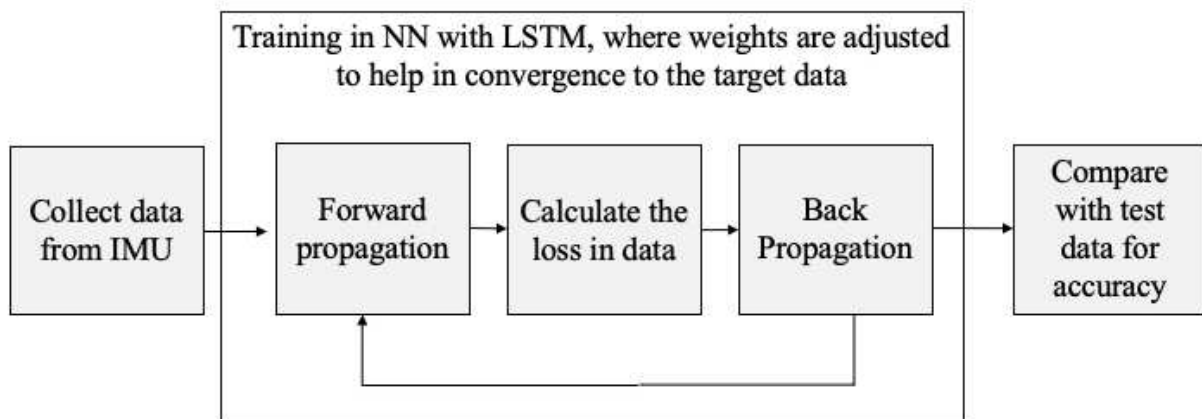 Training in NN with LSTM, where weights are adjusted
to help in convergence to the target data
Collect data
from IMU
Forward
propagation
Calculate the
loss in data
Back
Propagation
Compare
with test
data for
accuracy